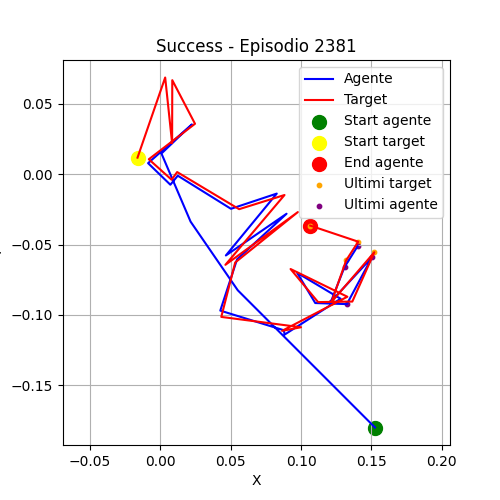 Success - Episodio 2381
Agente
Target
Start agente
Start target
End agente
Ultimi target
Ultimi agente
0.05
0.00
−0.05
−0.10
−0.15
−0.05
0.00
0.05
0.10
0.15
0.20
X